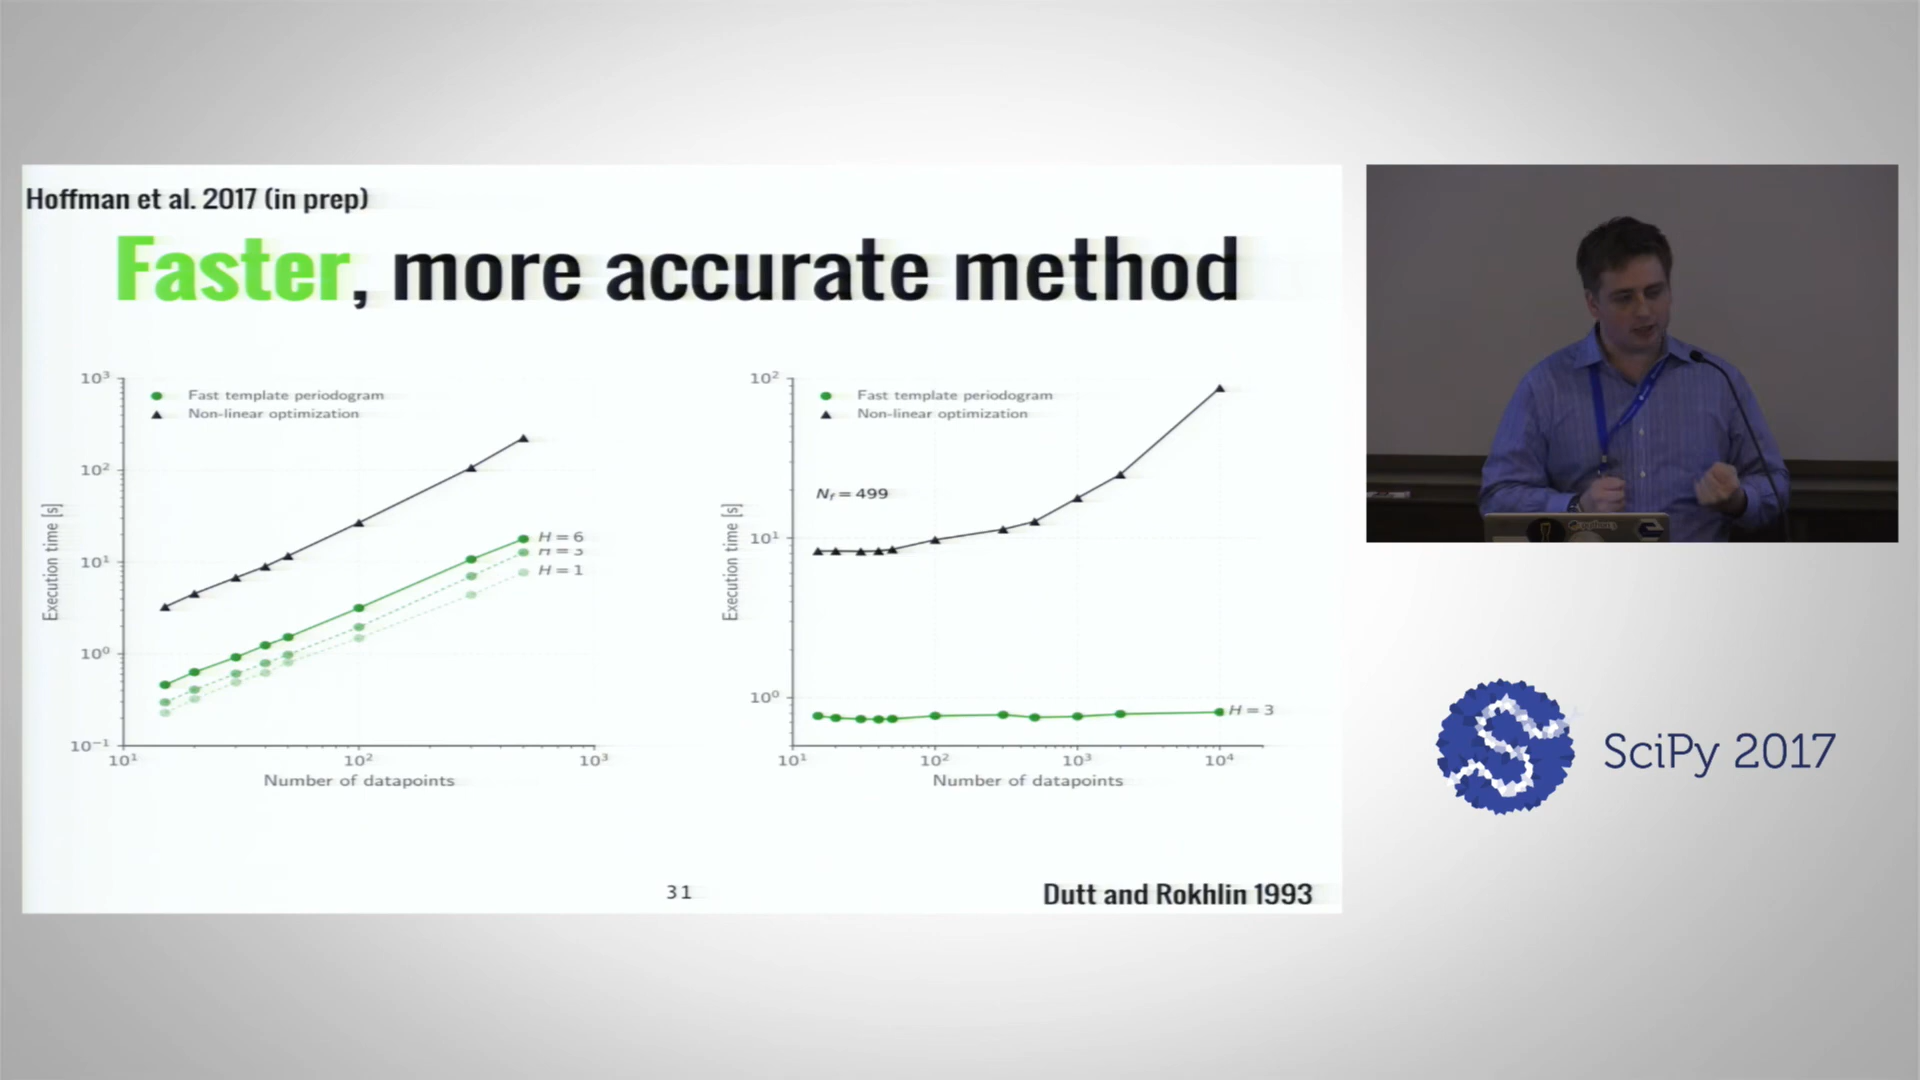 Hoffman et al. 2017 (in prep)
Faster, more accurate method
10³
10²
10¹
10⁰
10⁻¹
Execution time [s]
Fast template periodogram
Non-linear optimization
H = 6
H = 3
H = 1
10¹
10²
10³
Number of datapoints
10²
10¹
10⁰
Execution time [s]
Fast template periodogram
Non-linear optimization
N_f = 499
H = 3
10¹
10²
10³
10⁴
Number of datapoints
31
Dutt and Rokhlin 1993
SciPy 2017